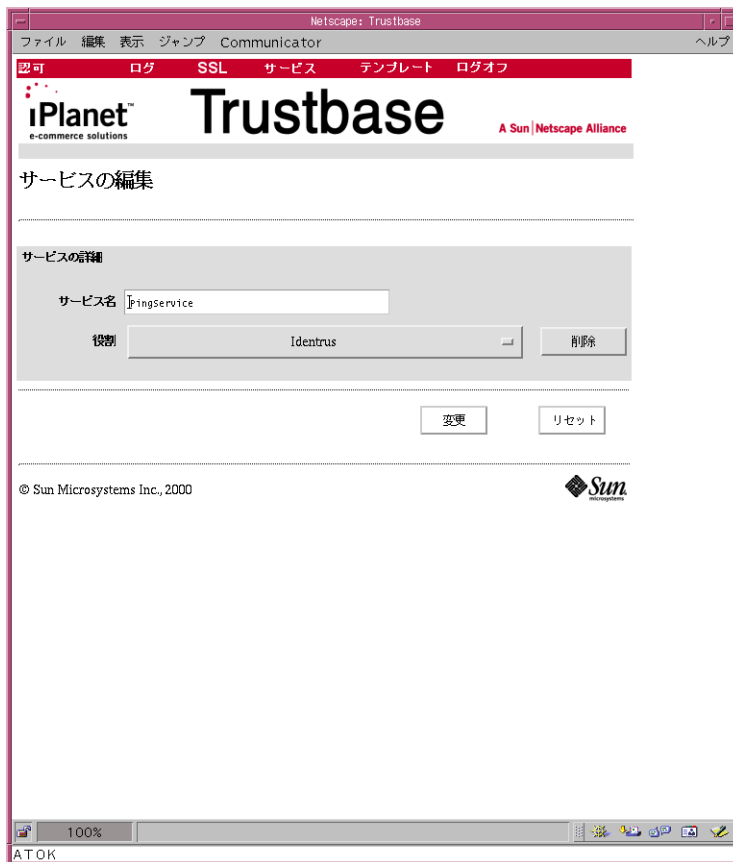 Netscape: Trustbase
ファイル 編集 表示 ジャンプ Communicator ヘルプ
認可 ログ SSL サービス テンプレート ログオフ
iPlanet™ Trustbase
e-commerce solutions A Sun | Netscape Alliance
サービスの編集
サービスの詳細
サービス名 PingService
役割 Identrus 削除
変更 リセット
© Sun Microsystems Inc., 2000 Sun
microsystems
100%
ATOK